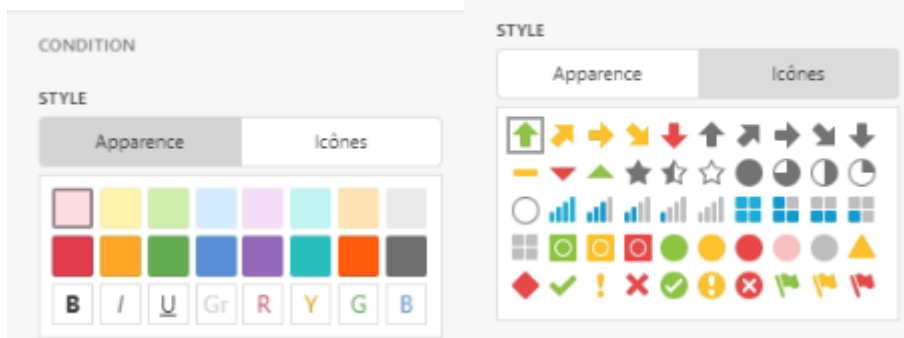 CONDITION
STYLE
Apparence Icônes
B I U Gr R Y G B
STYLE
Apparence Icônes